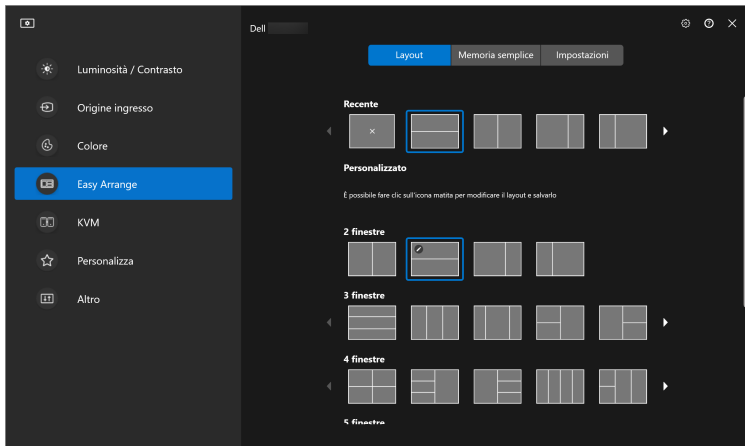 Dell
Layout
Memoria semplice
Impostazioni
Luminosità / Contrasto
Origine ingresso
Colore
Easy Arrange
KVM
Personalizza
Altro
Recente
Personalizzato
È possibile fare clic sull'icona matita per modificare il layout e salvarlo
2 finestre
3 finestre
4 finestre
5 finestre